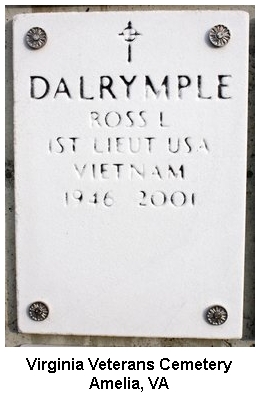 DALRYMPLE
ROSS L
1ST LIEUT USA
VIETNAM
1946 2001
Virginia Veterans Cemetery
Amelia, VA